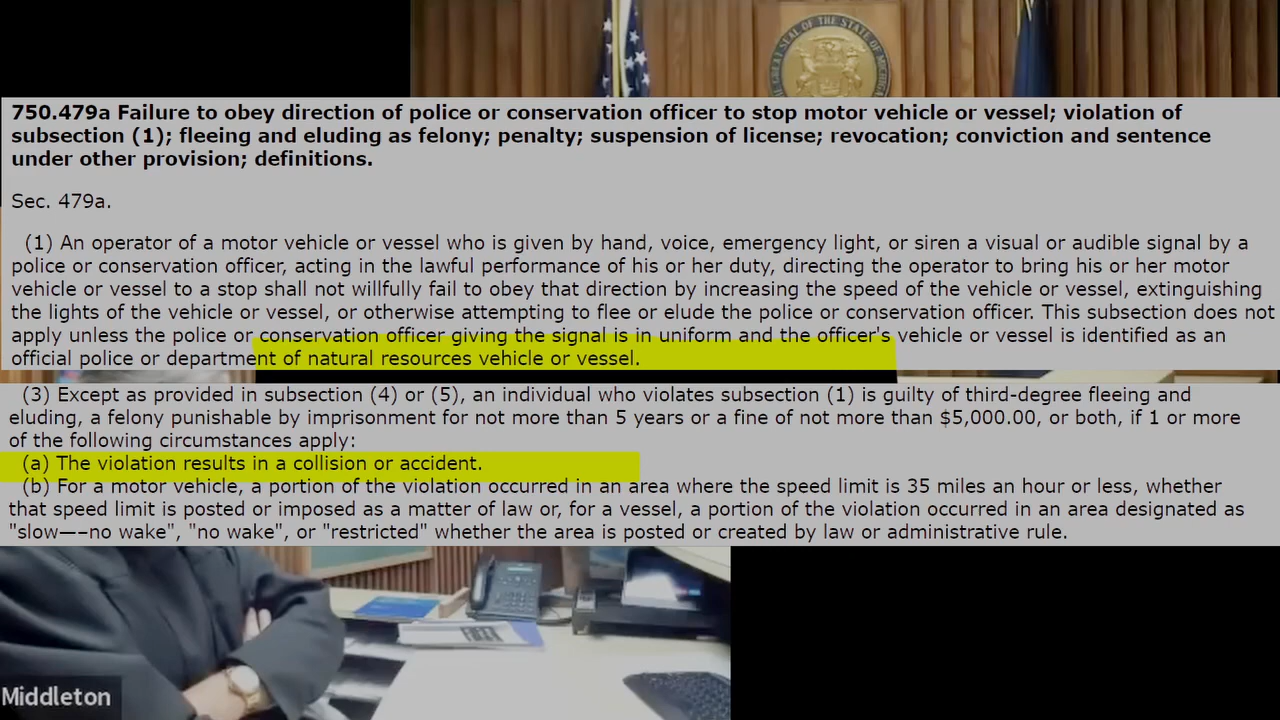 GREAT SEAL OF THE STATE OF MICHIGAN
750.479a Failure to obey direction of police or conservation officer to stop motor vehicle or vessel; violation of
subsection (1); fleeing and eluding as felony; penalty; suspension of license; revocation; conviction and sentence
under other provision; definitions.
Sec. 479a.
(1) An operator of a motor vehicle or vessel who is given by hand, voice, emergency light, or siren a visual or audible signal by a
police or conservation officer, acting in the lawful performance of his or her duty, directing the operator to bring his or her motor
vehicle or vessel to a stop shall not willfully fail to obey that direction by increasing the speed of the vehicle or vessel, extinguishing
the lights of the vehicle or vessel, or otherwise attempting to flee or elude the police or conservation officer. This subsection does not
apply unless the police or conservation officer giving the signal is in uniform and the officer's vehicle or vessel is identified as an
official police or department of natural resources vehicle or vessel.
(3) Except as provided in subsection (4) or (5), an individual who violates subsection (1) is guilty of third-degree fleeing and
eluding, a felony punishable by imprisonment for not more than 5 years or a fine of not more than $5,000.00, or both, if 1 or more
of the following circumstances apply:
(a) The violation results in a collision or accident.
(b) For a motor vehicle, a portion of the violation occurred in an area where the speed limit is 35 miles an hour or less, whether
that speed limit is posted or imposed as a matter of law or, for a vessel, a portion of the violation occurred in an area designated as
"slow—–no wake", "no wake", or "restricted" whether the area is posted or created by law or administrative rule.
Middleton